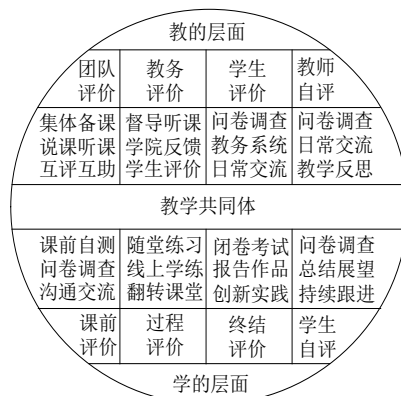 教的层面
团队 教务 学生 教师
评价 评价 评价 自评
集体备课 督导听课 问卷调查 问卷调查
说课听课 学院反馈 教务系统 日常交流
互评互助 学生评价 日常交流 教学反思
教学共同体
课前自测 随堂练习 闭卷考试 问卷调查
问卷调查 线上学练 报告作品 总结展望
沟通交流 翻转课堂 创新实践 持续跟进
课前 过程 终结 学生
评价 评价 评价 自评
学的层面